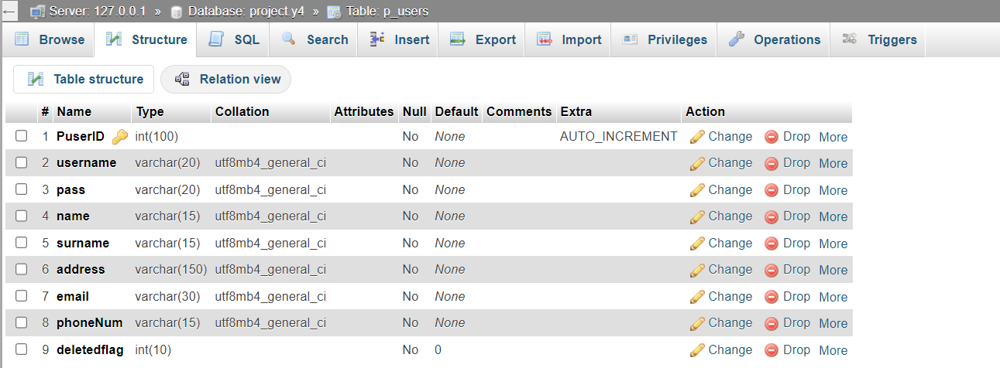 Server: 127.0.0.1 » Database: project.y4 » Table: p_users
Browse Structure SQL Search Insert Export Import Privileges Operations Triggers
Table structure Relation view
# Name Type Collation Attributes Null Default Comments Extra Action
1 PuserID int(100) No None AUTO_INCREMENT Change Drop More
2 username varchar(20) utf8mb4_general_ci No None Change Drop More
3 pass varchar(20) utf8mb4_general_ci No None Change Drop More
4 name varchar(15) utf8mb4_general_ci No None Change Drop More
5 surname varchar(15) utf8mb4_general_ci No None Change Drop More
6 address varchar(150) utf8mb4_general_ci No None Change Drop More
7 email varchar(30) utf8mb4_general_ci No None Change Drop More
8 phoneNum varchar(15) utf8mb4_general_ci No None Change Drop More
9 deletedflag int(10) No 0 Change Drop More